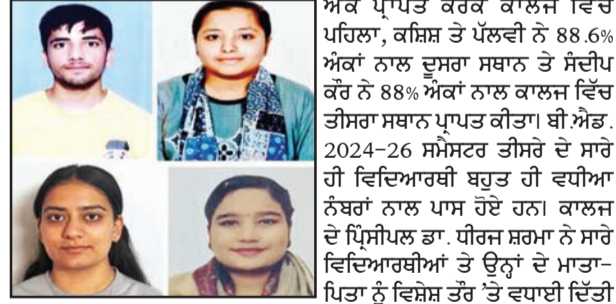 ਅੰਕ ਪ੍ਰਾਪਤ ਕਰਕੇ ਕਾਲਜ ਵਿੱਚ
ਪਹਿਲਾ, ਕਸ਼ਿਸ਼ ਤੇ ਪੱਲਵੀ ਨੇ 88.6%
ਅੰਕਾਂ ਨਾਲ ਦੂਸਰਾ ਸਥਾਨ ਤੇ ਸੰਦੀਪ
ਕੌਰ ਨੇ 88% ਅੰਕਾਂ ਨਾਲ ਕਾਲਜ ਵਿੱਚ
ਤੀਸਰਾ ਸਥਾਨ ਪ੍ਰਾਪਤ ਕੀਤਾ। ਬੀ.ਐਡ.
2024-26 ਸਮੈਸਟਰ ਤੀਸਰੇ ਦੇ ਸਾਰੇ
ਹੀ ਵਿਦਿਆਰਥੀ ਬਹੁਤ ਹੀ ਵਧੀਆ
ਨੰਬਰਾਂ ਨਾਲ ਪਾਸ ਹੋਏ ਹਨ। ਕਾਲਜ
ਦੇ ਪ੍ਰਿੰਸੀਪਲ ਡਾ. ਧੀਰਜ ਸ਼ਰਮਾ ਨੇ ਸਾਰੇ
ਵਿਦਿਆਰਥੀਆਂ ਤੇ ਉਨ੍ਹਾਂ ਦੇ ਮਾਤਾ-
ਪਿਤਾ ਨੂੰ ਵਿਸ਼ੇਸ਼ ਤੌਰ 'ਤੇ ਵਧਾਈ ਦਿੱਤੀ